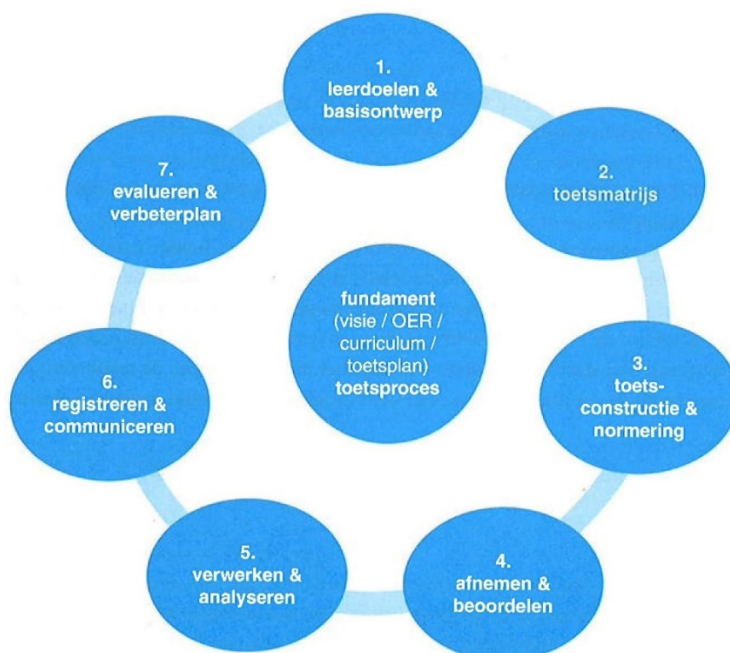 1.
leerdoelen &
basisontwerp
2.
toetsmatrijs
3.
toets-
constructie &
normering
4.
afnemen &
beoordelen
5.
verwerken &
analyseren
6.
registreren &
communiceren
7.
evalueren &
verbeterplan
fundament
(visie / OER /
curriculum /
toetsplan)
toetsproces